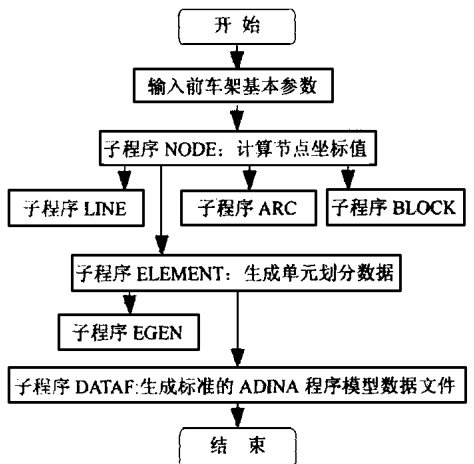 开 始
输入前车架基本参数
子程序 NODE：计算节点坐标值
子程序 LINE
子程序 ARC
子程序 BLOCK
子程序 ELEMENT：生成单元划分数据
子程序 EGEN
子程序 DATAF:生成标准的 ADINA 程序模型数据文件
结 束